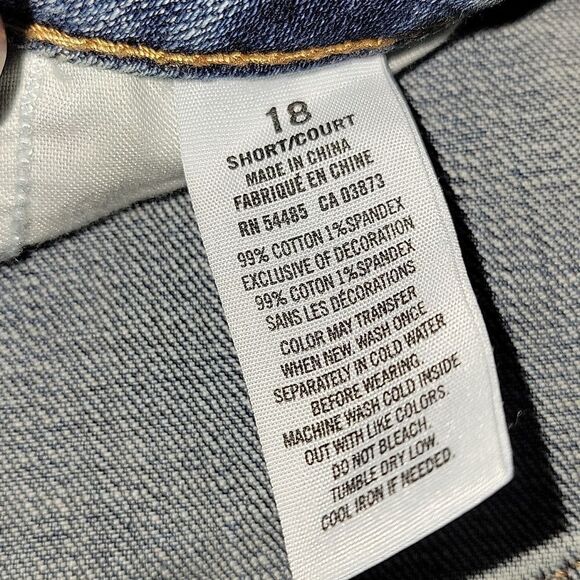 18
SHORT/COURT
MADE IN CHINA
FABRIQUÉ EN CHINE
RN 54485 CA 03873
99% COTTON 1% SPANDEX
EXCLUSIVE OF DECORATION
99% COTTON 1% SPANDEX
SANS LES DÉCORATIONS
COLOR MAY TRANSFER
WHEN NEW WASH ONCE
SEPARATELY IN COLD WATER
BEFORE WEARING.
MACHINE WASH COLD INSIDE
OUT WITH LIKE COLORS.
DO NOT BLEACH.
TUMBLE DRY LOW.
COOL IRON IF NEEDED.